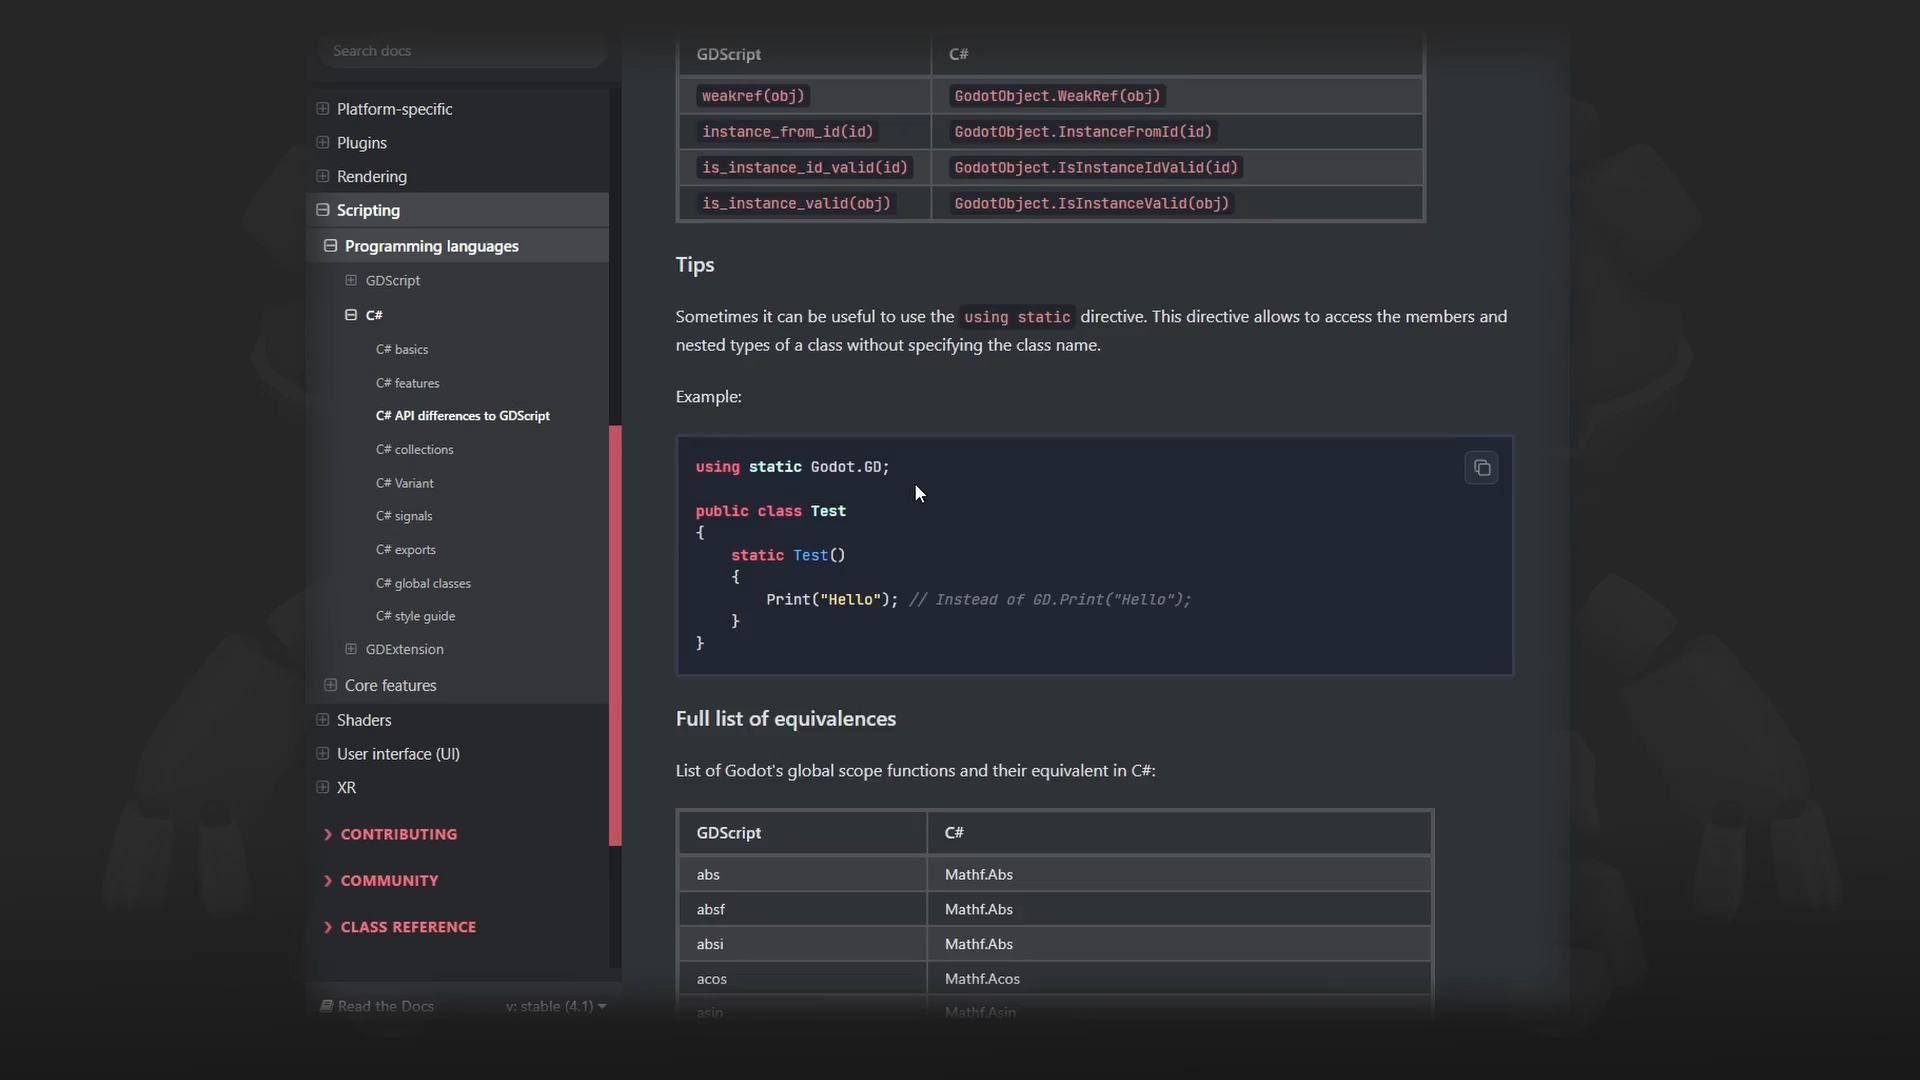 Search docs
Platform-specific
Plugins
Rendering
Scripting
Programming languages
GDScript
C#
C# basics
C# features
C# API differences to GDScript
C# collections
C# Variant
C# signals
C# exports
C# global classes
C# style guide
GDExtension
Core features
Shaders
User interface (UI)
XR
CONTRIBUTING
COMMUNITY
CLASS REFERENCE
Read the Docs v: stable (4.1)
GDScript C#
weakref(obj) GodotObject.WeakRef(obj)
instance_from_id(id) GodotObject.InstanceFromId(id)
is_instance_id_valid(id) GodotObject.IsInstanceIdValid(id)
is_instance_valid(obj) GodotObject.IsInstanceValid(obj)
Tips
Sometimes it can be useful to use the using static directive. This directive allows to access the members and
nested types of a class without specifying the class name.
Example:
using static Godot.GD;
public class Test
{
static Test()
{
Print("Hello"); // Instead of GD.Print("Hello");
}
}
Full list of equivalences
List of Godot's global scope functions and their equivalent in C#:
GDScript C#
abs Mathf.Abs
absf Mathf.Abs
absi Mathf.Abs
acos Mathf.Acos
asin Mathf.Asin